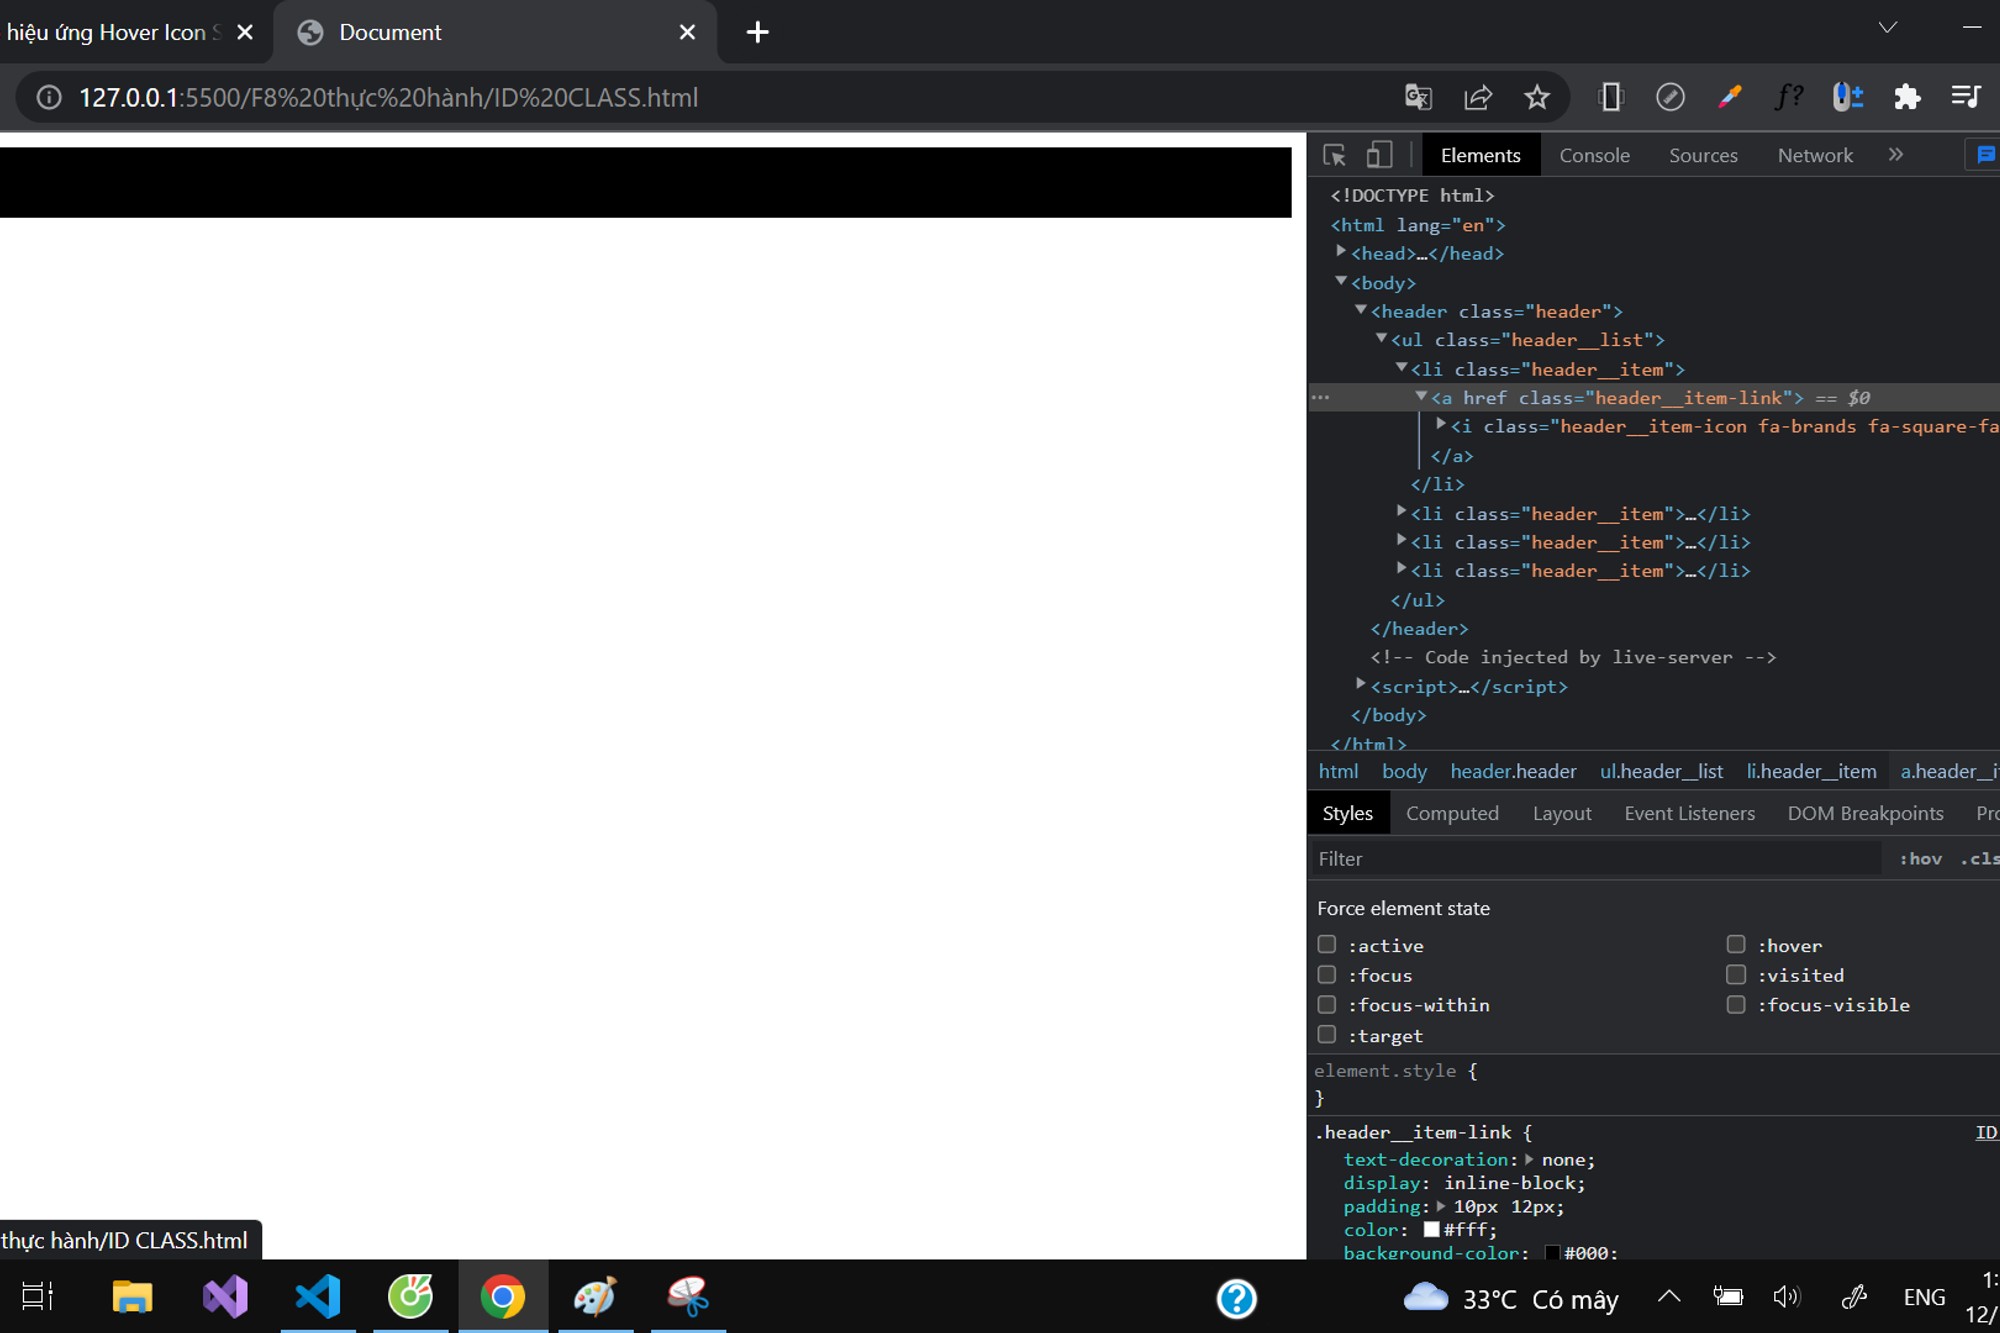 hiệu ứng Hover Icon S
Document
127.0.0.1:5500/F8%20thực%20hành/ID%20CLASS.html
Elements
Console
Sources
Network
<!DOCTYPE html>
<html lang="en">
<head>…</head>
<body>
<header class="header">
<ul class="header__list">
<li class="header__item">
<a href class="header__item-link"> == $0
<i class="header__item-icon fa-brands fa-square-fa
</a>
</li>
<li class="header__item">…</li>
<li class="header__item">…</li>
<li class="header__item">…</li>
</ul>
</header>
<!-- Code injected by live-server -->
<script>…</script>
</body>
</html>
html body header.header ul.header__list li.header__item a.header__i
Styles Computed Layout Event Listeners DOM Breakpoints Pro
Filter
:hov .cls
Force element state
:active
:hover
:focus
:visited
:focus-within
:focus-visible
:target
element.style {
}
.header__item-link {
ID
text-decoration: none;
display: inline-block;
padding: 10px 12px;
color: #fff;
background-color: #000;
thực hành/ID CLASS.html
33°C Có mây
ENG
1:
12/